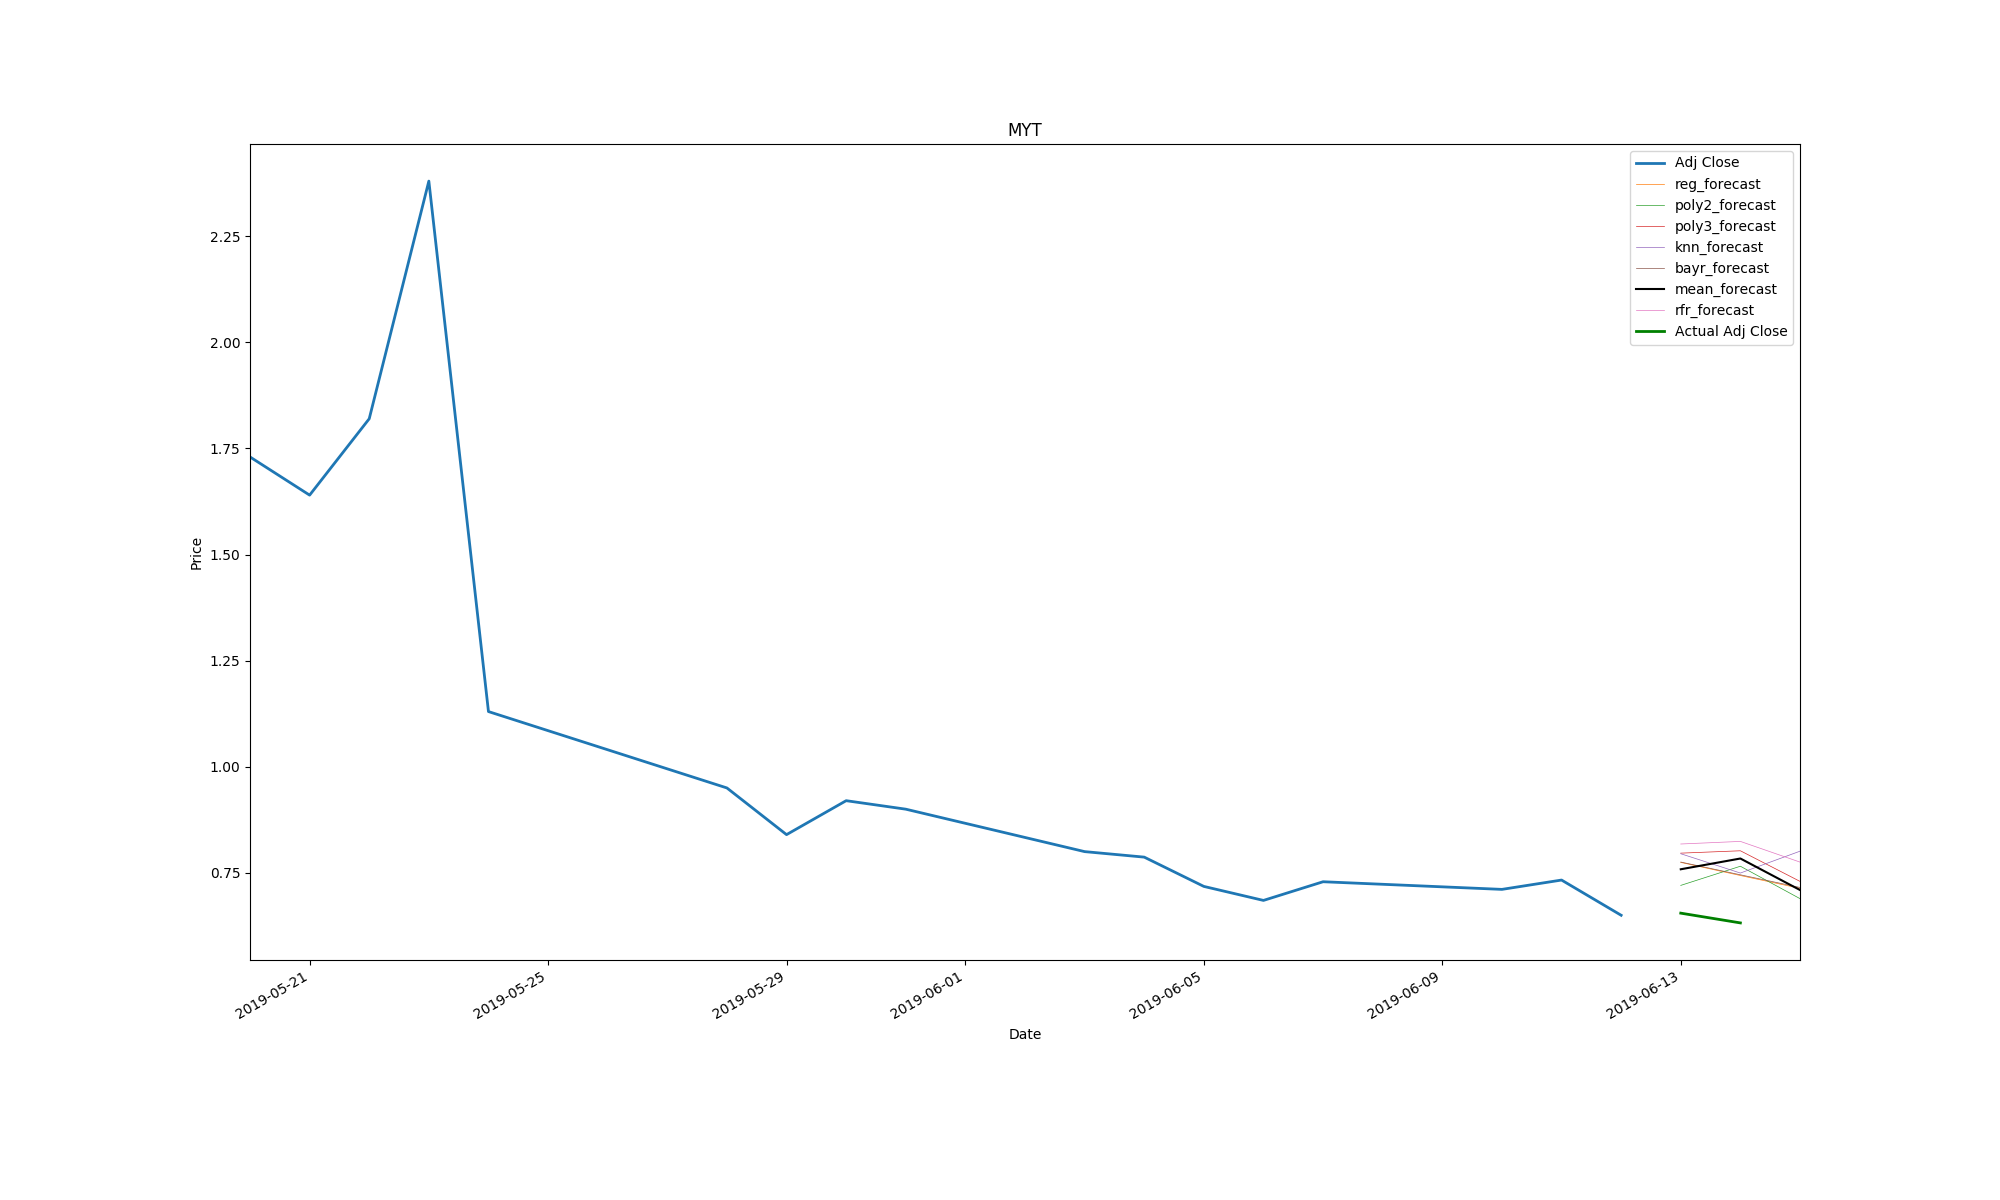 MYT
Adj Close
reg_forecast
poly2_forecast
poly3_forecast
knn_forecast
bayr_forecast
mean_forecast
rfr_forecast
Actual Adj Close
Price
2.25
2.00
1.75
1.50
1.25
1.00
0.75
2019-05-21
2019-05-25
2019-05-29
2019-06-01
2019-06-05
2019-06-09
2019-06-13
Date